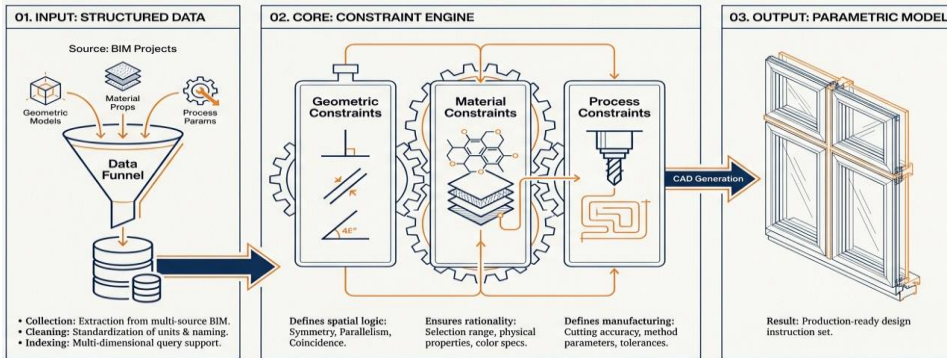 01. INPUT: STRUCTURED DATA
Source: BIM Projects
Geometric
Models
Material
Props
Process
Params
Data
Funnel
• Collection: Extraction from multi-source BIM.
• Cleaning: Standardization of units & naming.
• Indexing: Multi-dimensional query support.
02. CORE: CONSTRAINT ENGINE
Geometric
Constraints
Defines spatial logic:
Symmetry, Parallelism,
Coincidence.
Material
Constraints
Ensures rationality:
Selection range, physical
properties, color specs.
Process
Constraints
Defines manufacturing:
Cutting accuracy, method
parameters, tolerances.
CAD Generation
03. OUTPUT: PARAMETRIC MODEL
Result: Production-ready design
instruction set.